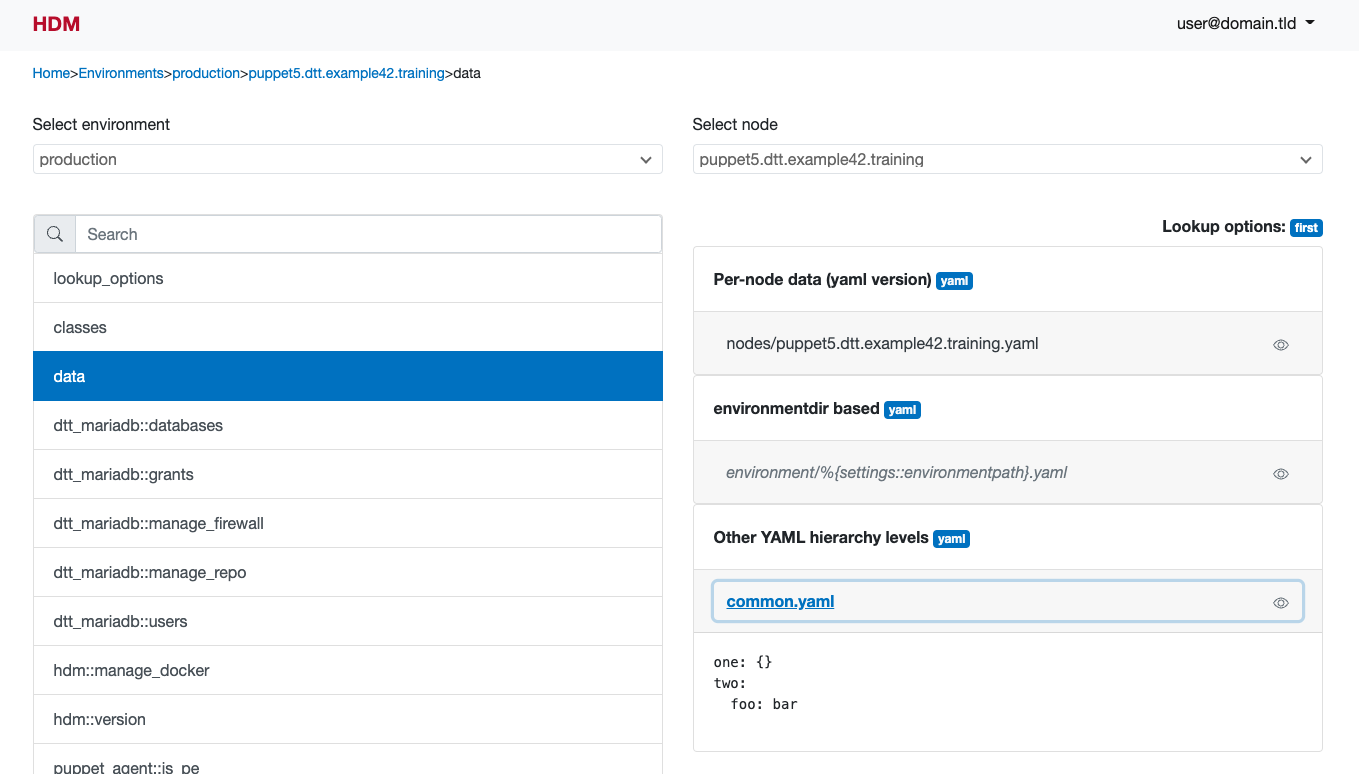 HDM
user@domain.tld
Home>Environments>production>puppet5.dtt.example42.training>data
Select environment
production
Select node
puppet5.dtt.example42.training
Search
lookup_options
classes
data
dtt_mariadb::databases
dtt_mariadb::grants
dtt_mariadb::manage_firewall
dtt_mariadb::manage_repo
dtt_mariadb::users
hdm::manage_docker
hdm::version
puppet_agent::is_pe
Lookup options: first
Per-node data (yaml version) yaml
nodes/puppet5.dtt.example42.training.yaml
environmentdir based yaml
environment/%{settings::environmentpath}.yaml
Other YAML hierarchy levels yaml
common.yaml
one: {}
two:
  foo: bar